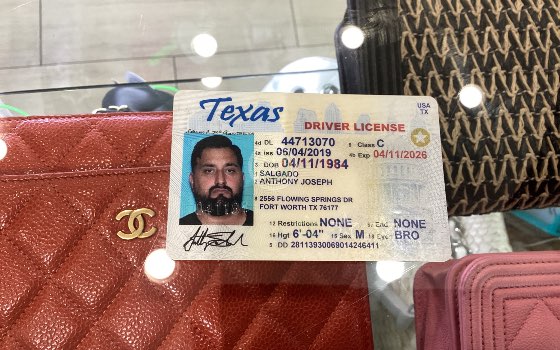 Texas
USA
TX
DRIVER LICENSE
4d DL 44713070 9 Class C
4a Iss 06/04/2019 4b Exp 04/11/2026
3 DOB 04/11/1984
1 SALGADO
2 ANTHONY JOSEPH
8 2556 FLOWING SPRINGS DR
FORT WORTH TX 76177
12 Restrictions NONE 9a End NONE
16 Hgt 6'-04" 15 Sex M 18 Eyes BRO
5 DD 28113930069014246411